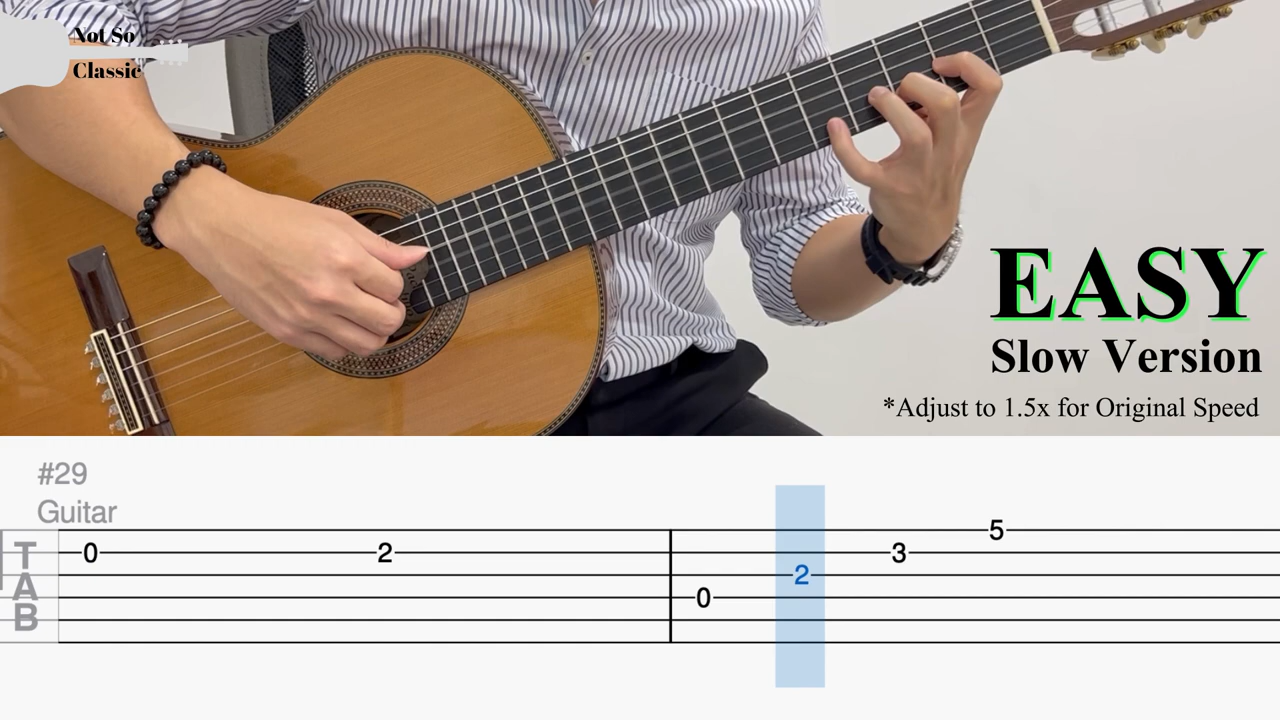 Not So
Classic
EASY
Slow Version
*Adjust to 1.5x for Original Speed
#29
Guitar
T
A
B
0 2 0 2 3 5